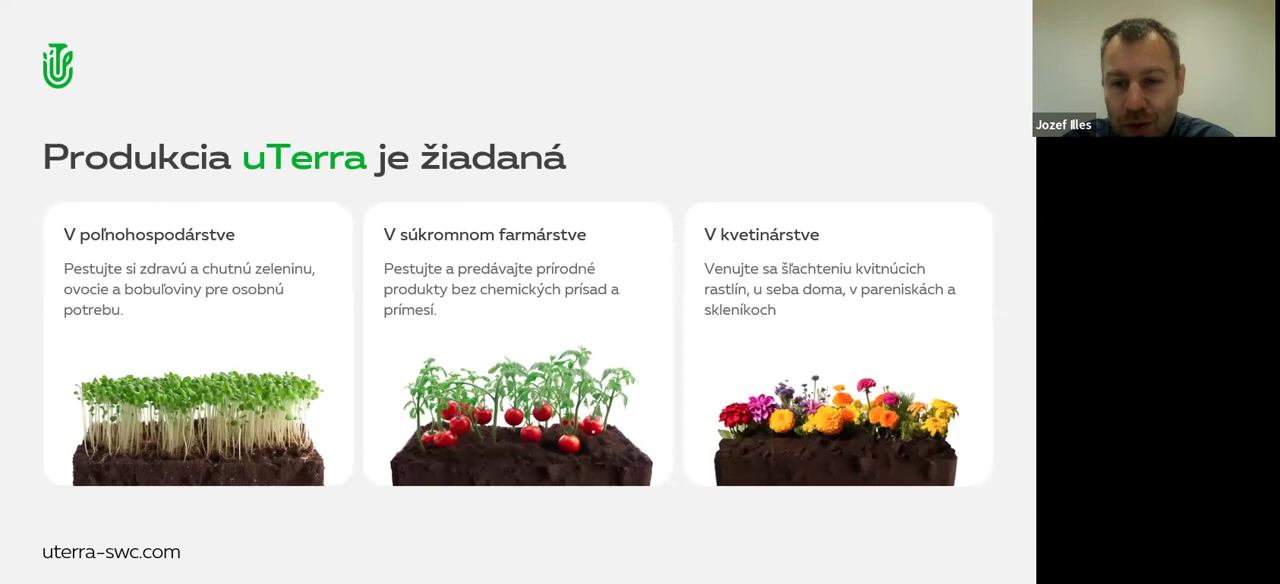 Produkcia uTerra je žiadaná
V poľnohospodárstve
Pestujte si zdravú a chutnú zeleninu,
ovocie a bobuľoviny pre osobnú
potrebu.
V súkromnom farmárstve
Pestujte a predávajte prírodné
produkty bez chemických prísad a
prímesí.
V kvetinárstve
Venujte sa šľachteniu kvitnúcich
rastlín, u seba doma, v pareniskách a
skleníkoch
uterra-swc.com
Jozef Illes